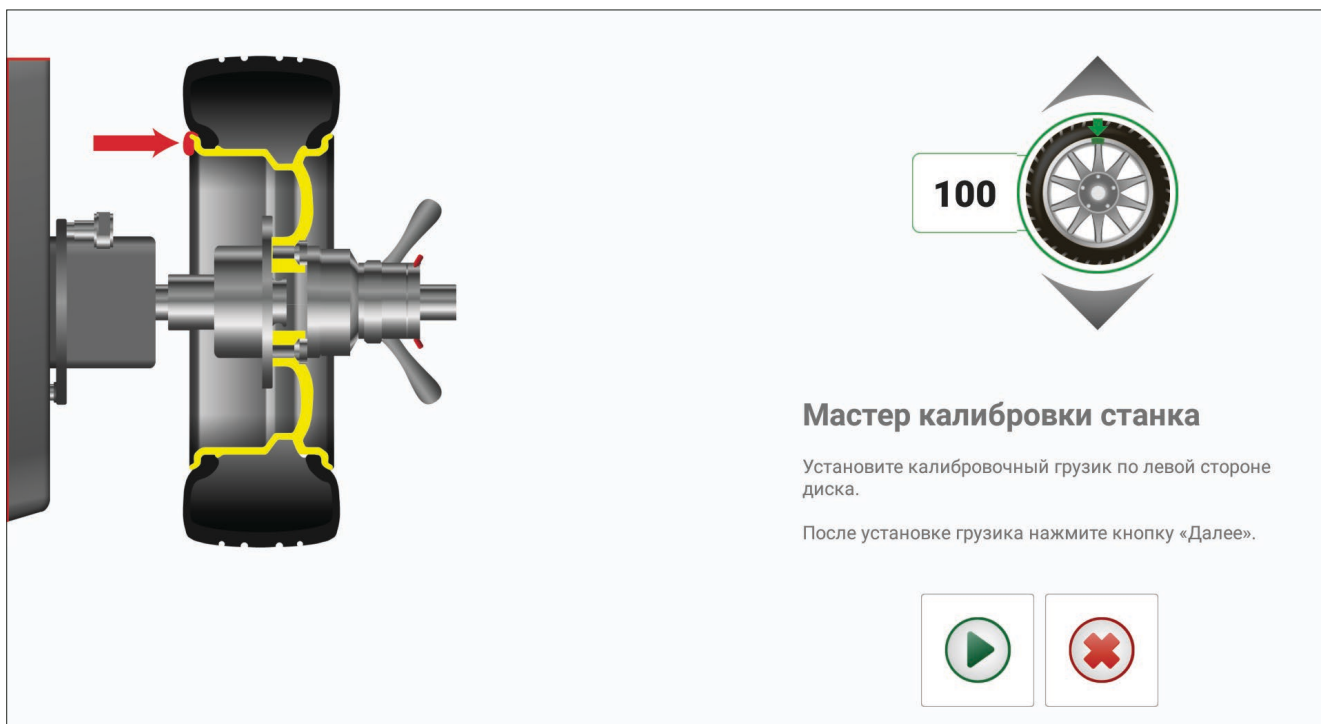 100
Мастер калибровки станка
Установите калибровочный грузик по левой стороне
диска.
После установке грузика нажмите кнопку «Далее».